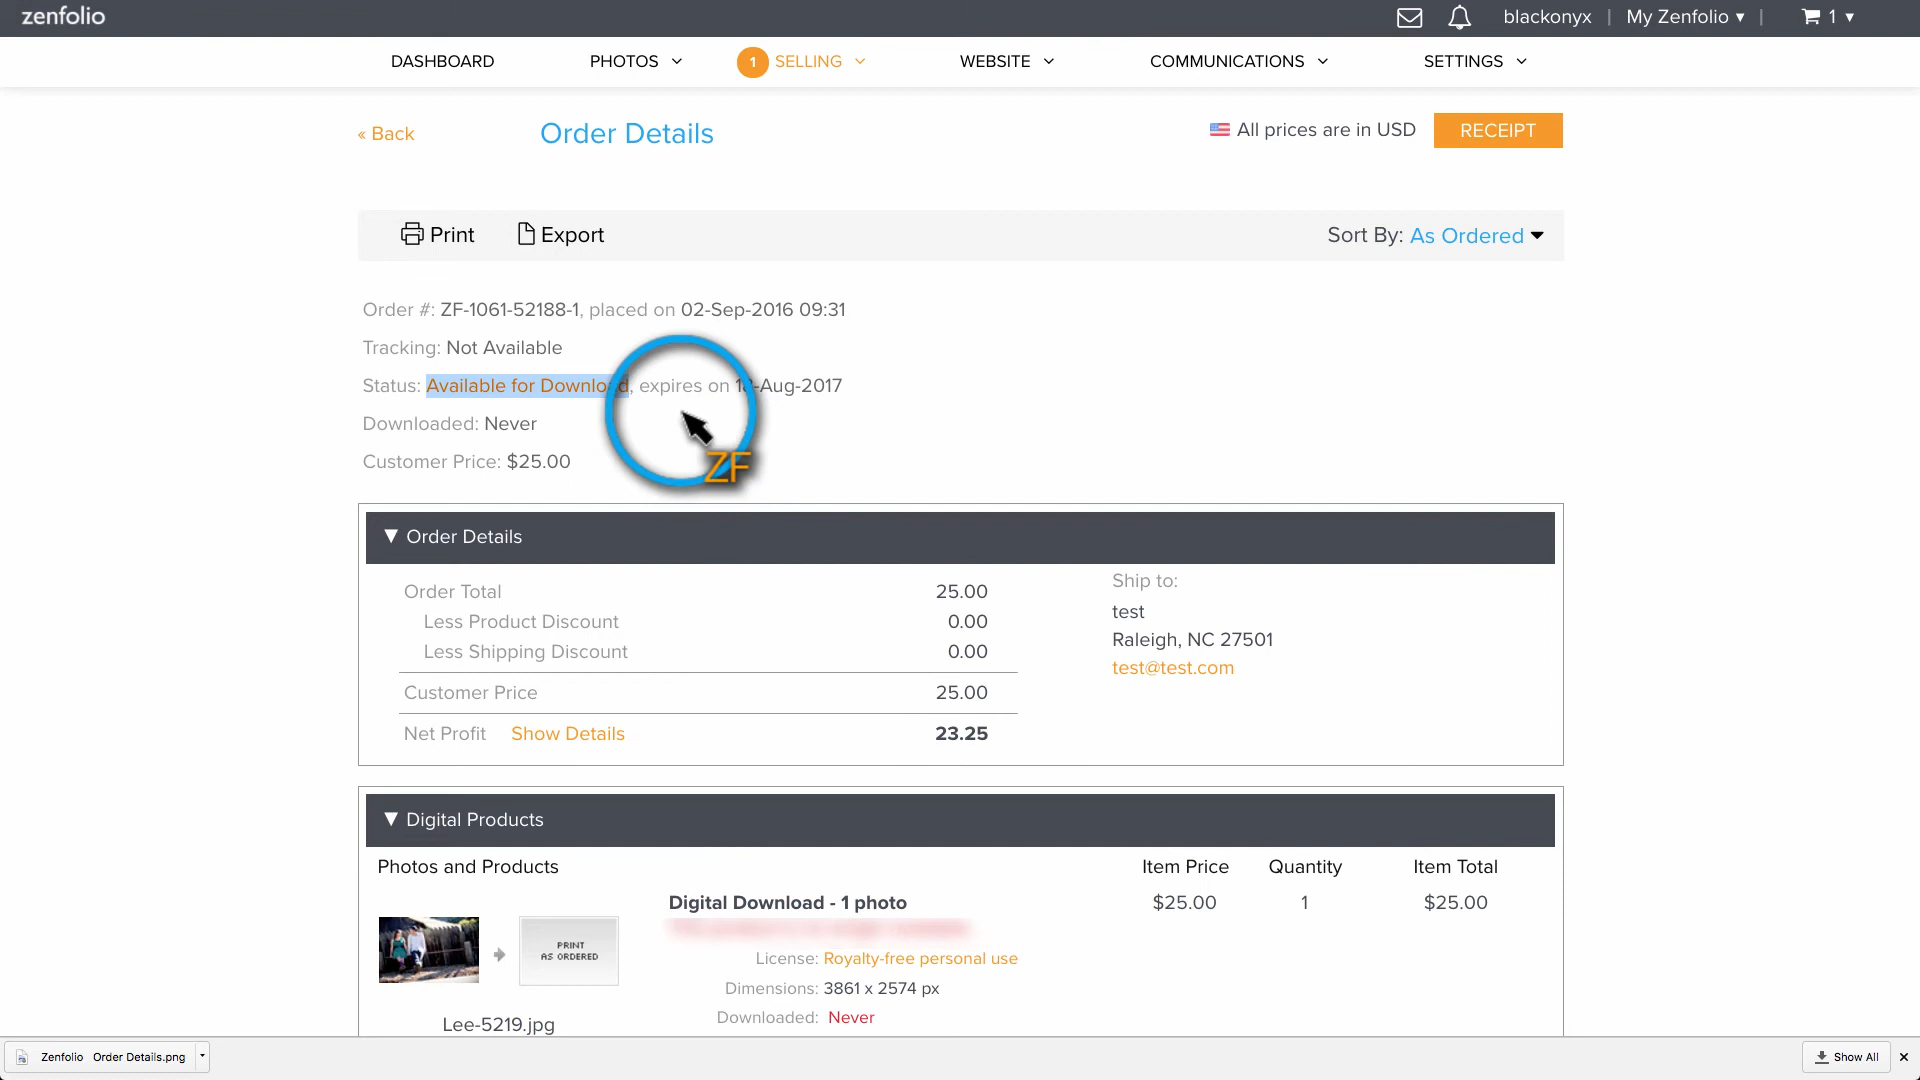 zenfolio
blackonyx | My Zenfolio ▾ | 1 ▾
DASHBOARD PHOTOS 1 SELLING WEBSITE COMMUNICATIONS SETTINGS
« Back Order Details All prices are in USD RECEIPT
Print Export Sort By: As Ordered
Order #: ZF-1061-52188-1, placed on 02-Sep-2016 09:31
Tracking: Not Available
Status: Available for Download, expires on -Aug-2017
Downloaded: Never
ZF
Customer Price: $25.00
▼ Order Details
Order Total 25.00
Less Product Discount 0.00
Less Shipping Discount 0.00
Customer Price 25.00
Net Profit Show Details 23.25
Ship to:
test
Raleigh, NC 27501
test@test.com
▼ Digital Products
Photos and Products Item Price Quantity Item Total
Digital Download - 1 photo $25.00 1 $25.00
PRINT
AS ORDERED
License: Royalty-free personal use
Dimensions: 3861 x 2574 px
Downloaded: Never
Lee-5219.jpg
Zenfolio Order Details.png Show All